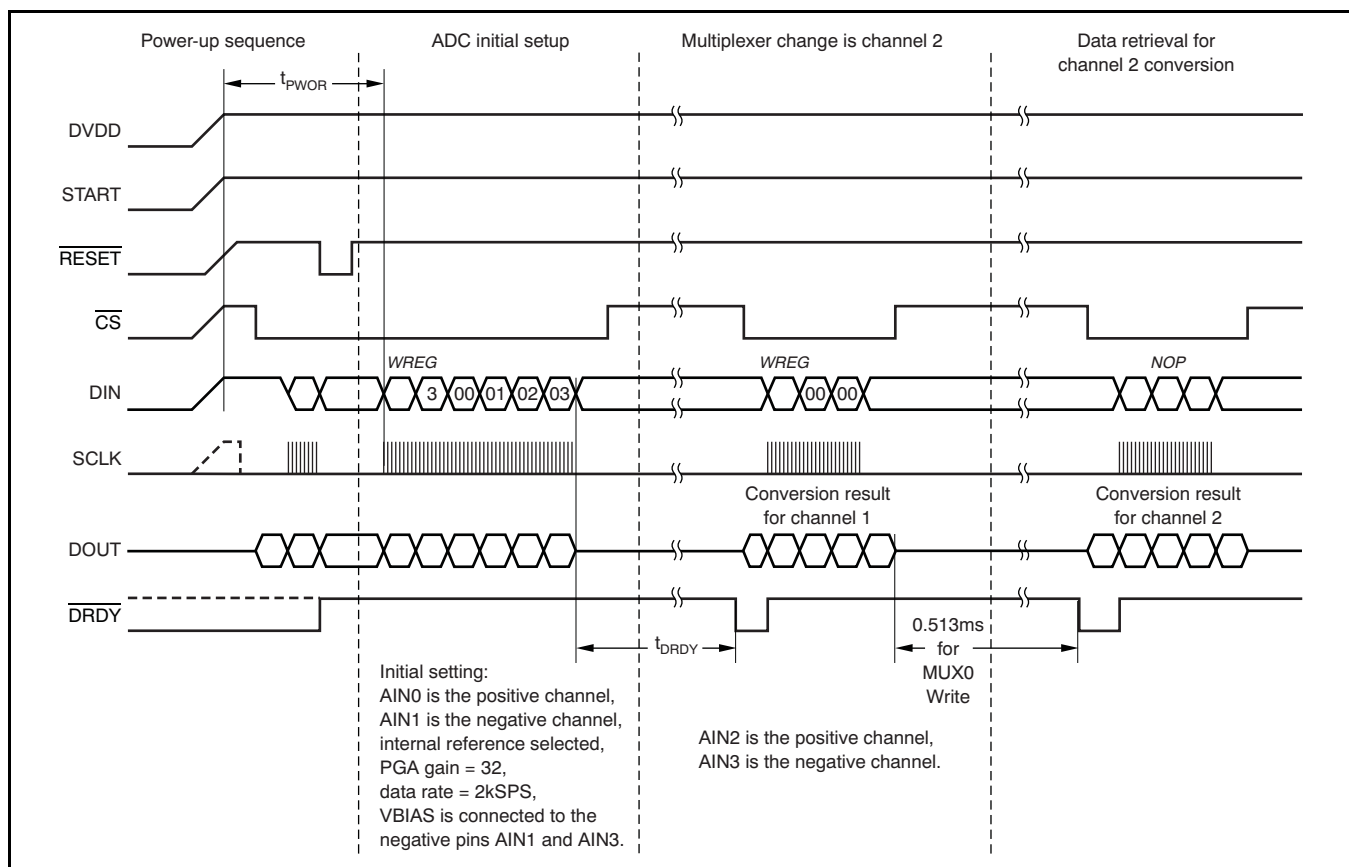 Power-up sequence
ADC initial setup
Multiplexer change is channel 2
Data retrieval for
channel 2 conversion
tPWOR
DVDD
START
RESET
CS
WREG
WREG
NOP
DIN
3
00
01
02
03
00
00
SCLK
Conversion result
for channel 1
Conversion result
for channel 2
DOUT
DRDY
tDRDY
0.513ms
for
MUX0
Write
Initial setting:
AIN0 is the positive channel,
AIN1 is the negative channel,
internal reference selected,
PGA gain = 32,
data rate = 2kSPS,
VBIAS is connected to the
negative pins AIN1 and AIN3.
AIN2 is the positive channel,
AIN3 is the negative channel.